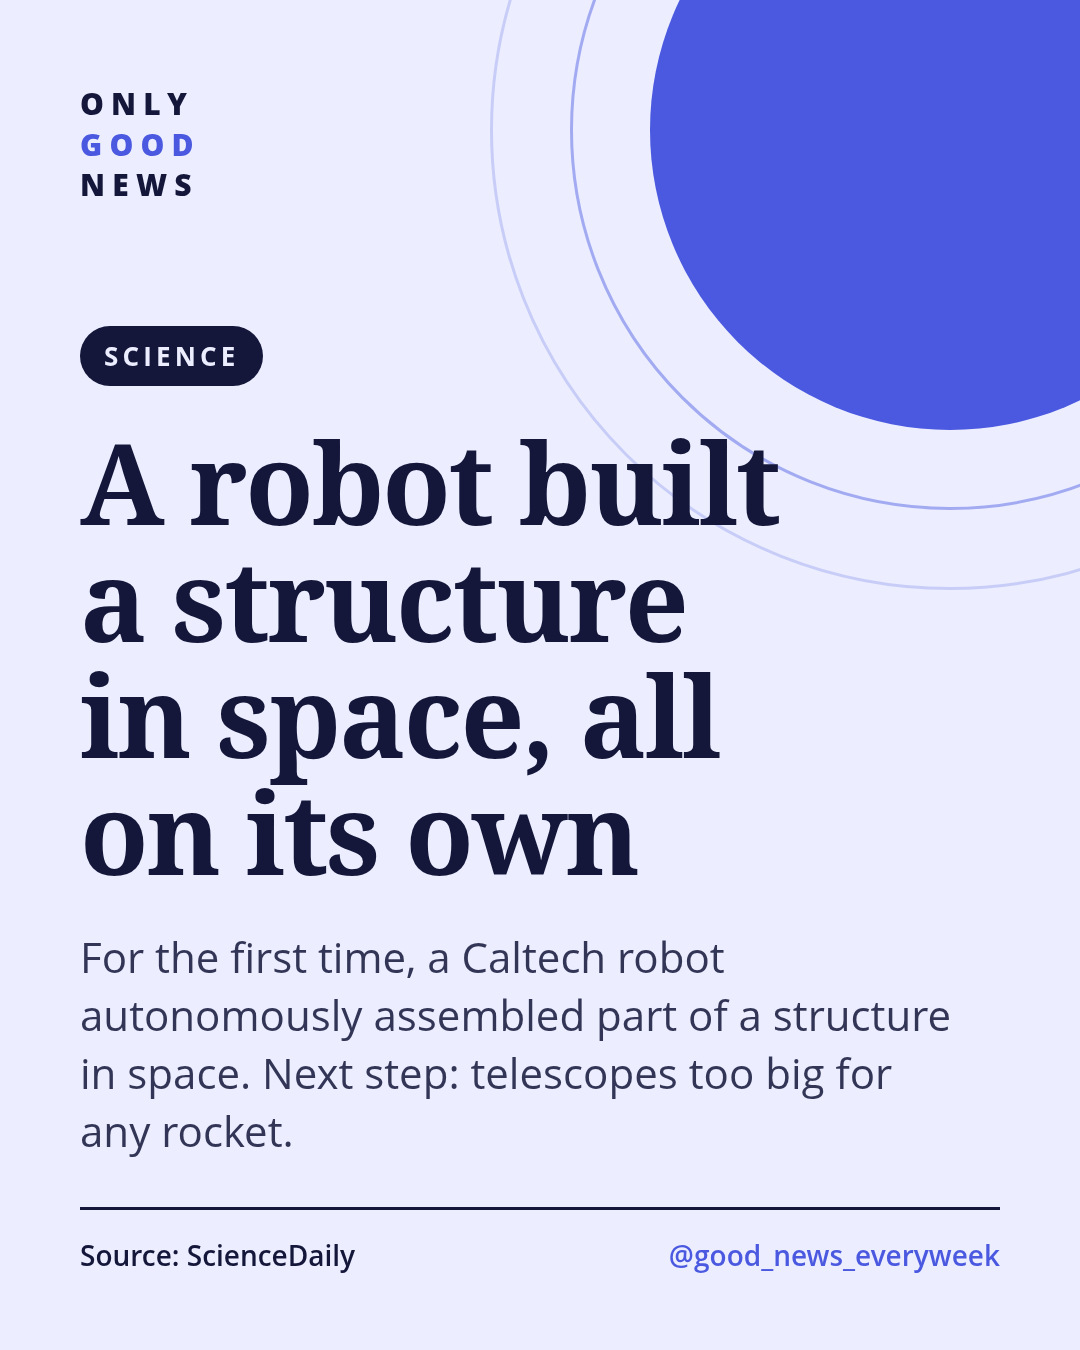 ONLY
GOOD
NEWS
SCIENCE
A robot built
a structure
in space, all
on its own
For the first time, a Caltech robot
autonomously assembled part of a structure
in space. Next step: telescopes too big for
any rocket.
Source: ScienceDaily
@good_news_everyweek